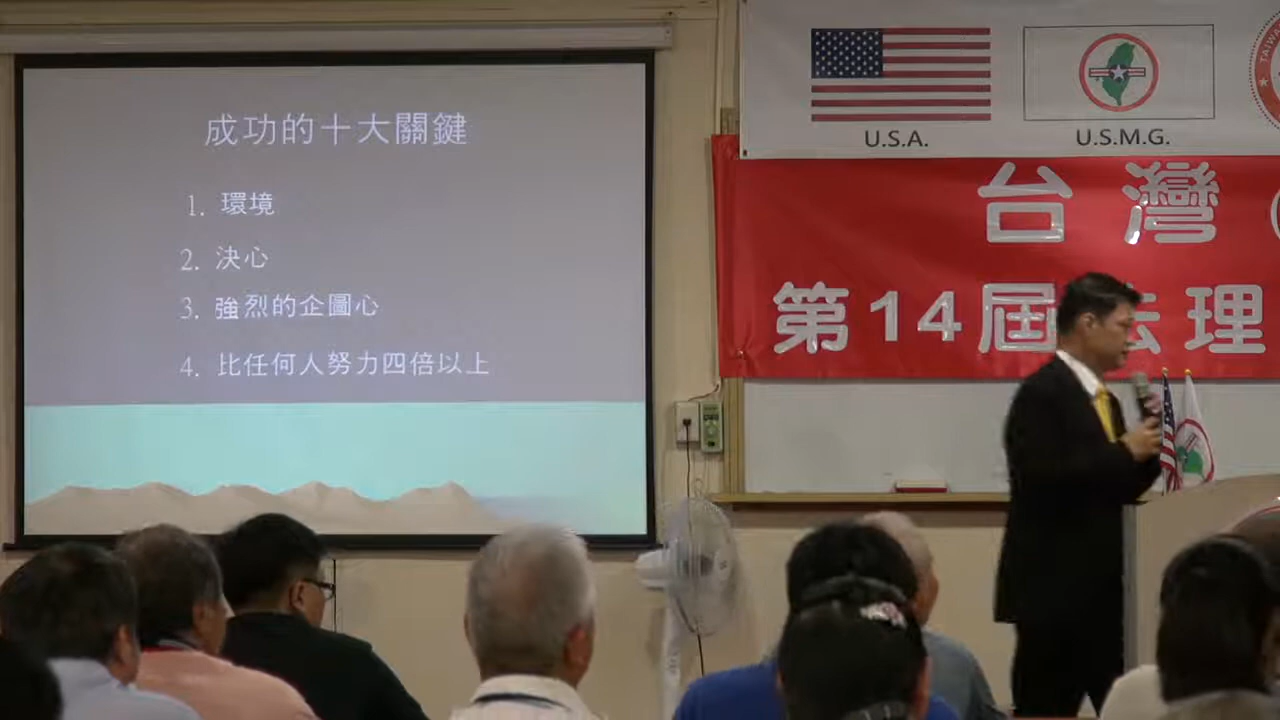 成功的十大關鍵
1. 環境
2. 決心
3. 強烈的企圖心
4. 比任何人努力四倍以上
U.S.A.
U.S.M.G.
TAIWA
台灣
第14屆法理